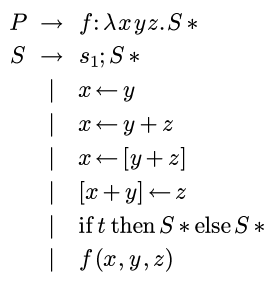 P → f: λxyz.S*
S → s₁; S*
| x ← y
| x ← y + z
| x ← [y + z]
| [x + y] ← z
| if t then S* else S*
| f(x, y, z)